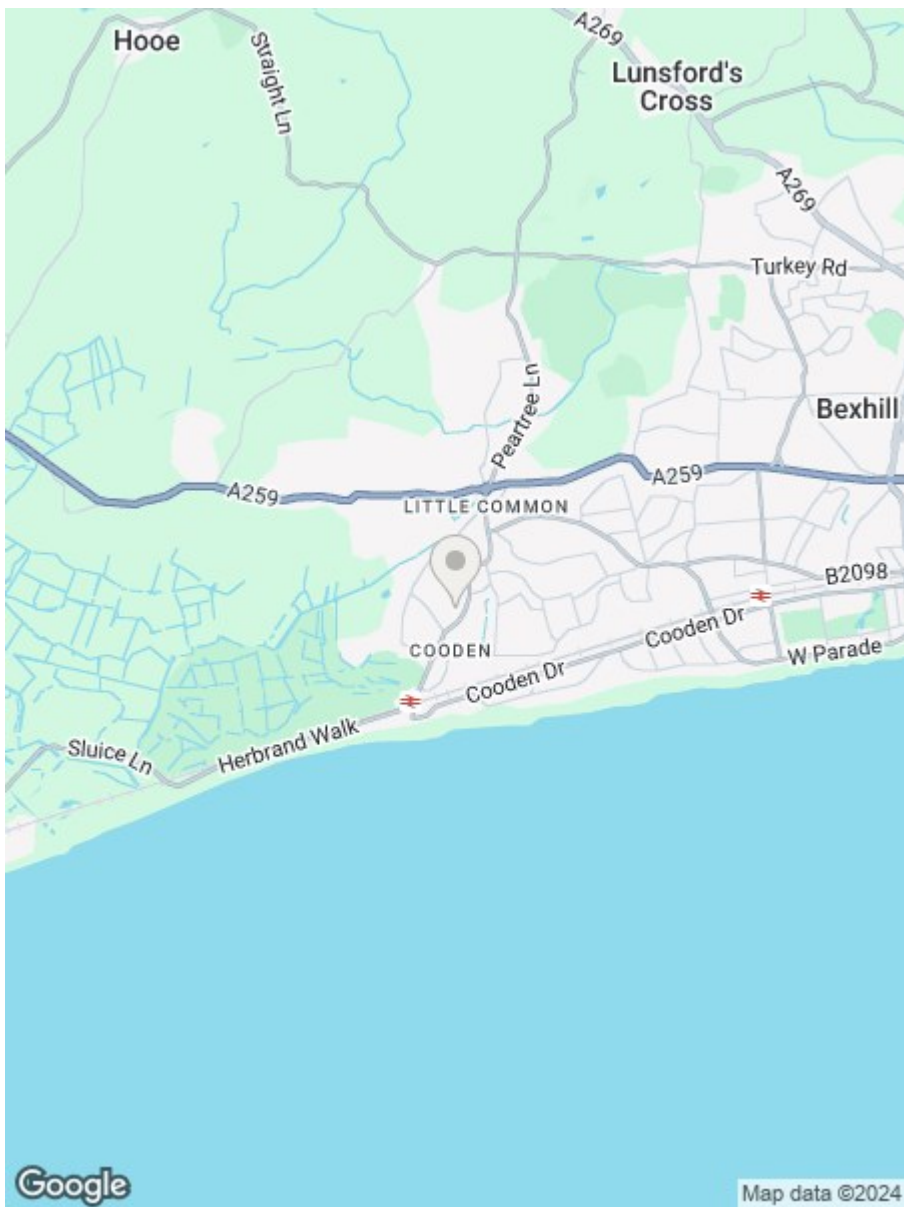 Hooe
Straight Ln
A269
Lunsford's
Cross
A269
Turkey Rd
Peartree Ln
Bexhill
A259
A259
LITTLE COMMON
B2098
COODEN
Cooden Dr
Cooden Dr
W Parade
Herbrand Walk
Sluice Ln
Google
Map data ©2024